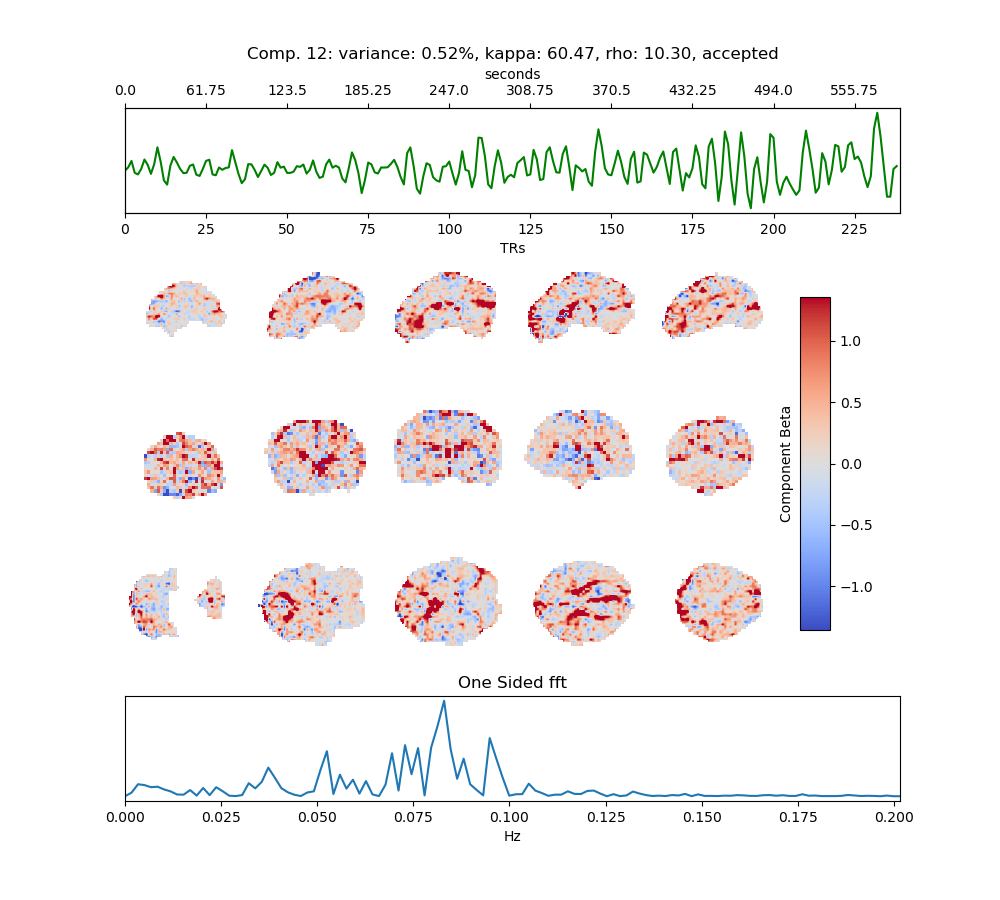 Comp. 12: variance: 0.52%, kappa: 60.47, rho: 10.30, accepted
seconds
0.0 61.75 123.5 185.25 247.0 308.75 370.5 432.25 494.0 555.75
0 25 50 75 100 125 150 175 200 225
TRs
1.0
0.5
0.0
−0.5
−1.0
Component Beta
One Sided fft
0.000 0.025 0.050 0.075 0.100 0.125 0.150 0.175 0.200
Hz